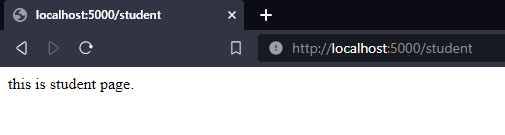 localhost:5000/student
http://localhost:5000/student
this is student page.